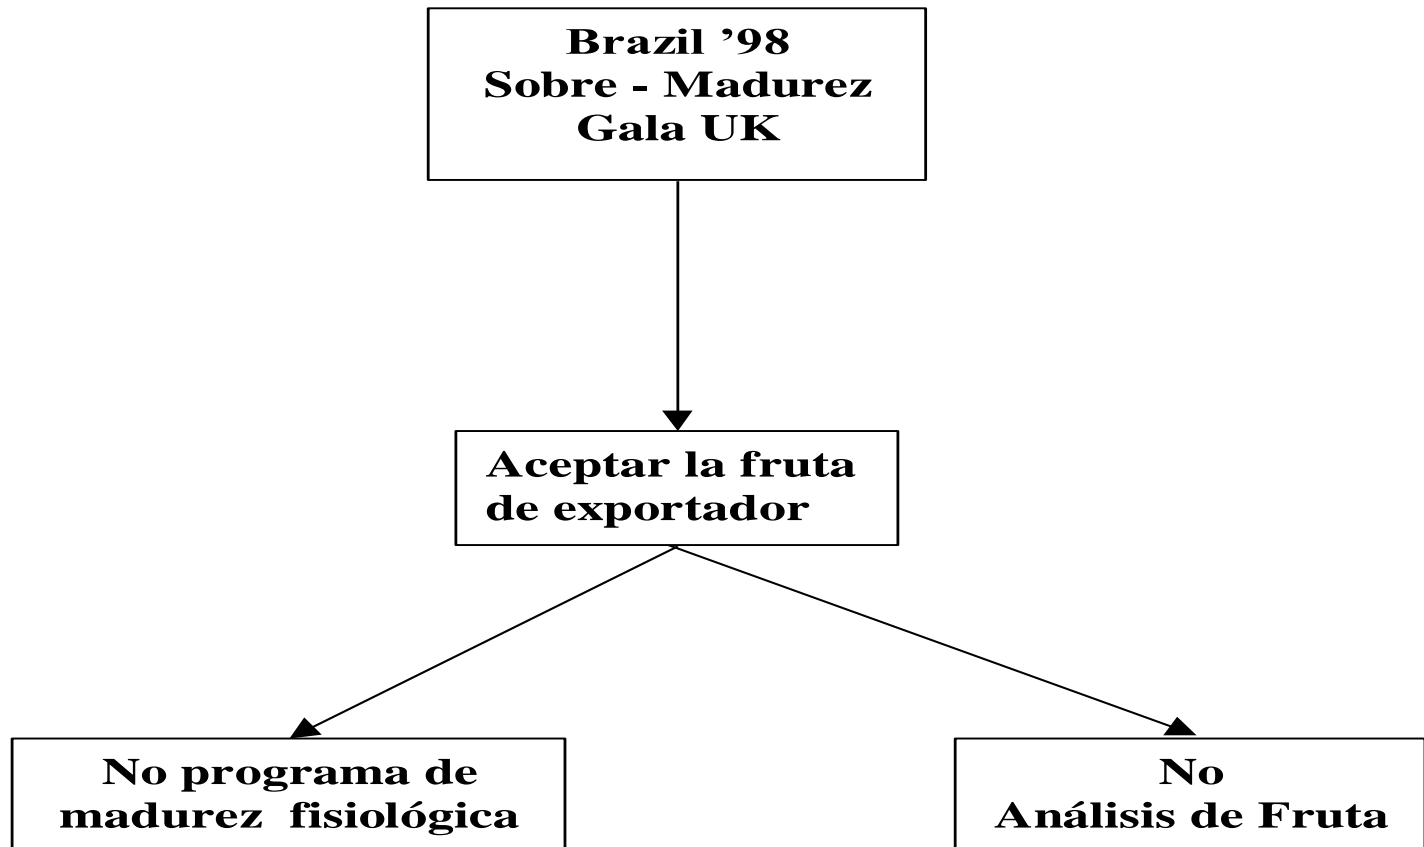 Brazil ’98
Sobre - Madurez
Gala UK
Aceptar la fruta
de exportador
No programa de
madurez fisiológica
No
Análisis de Fruta